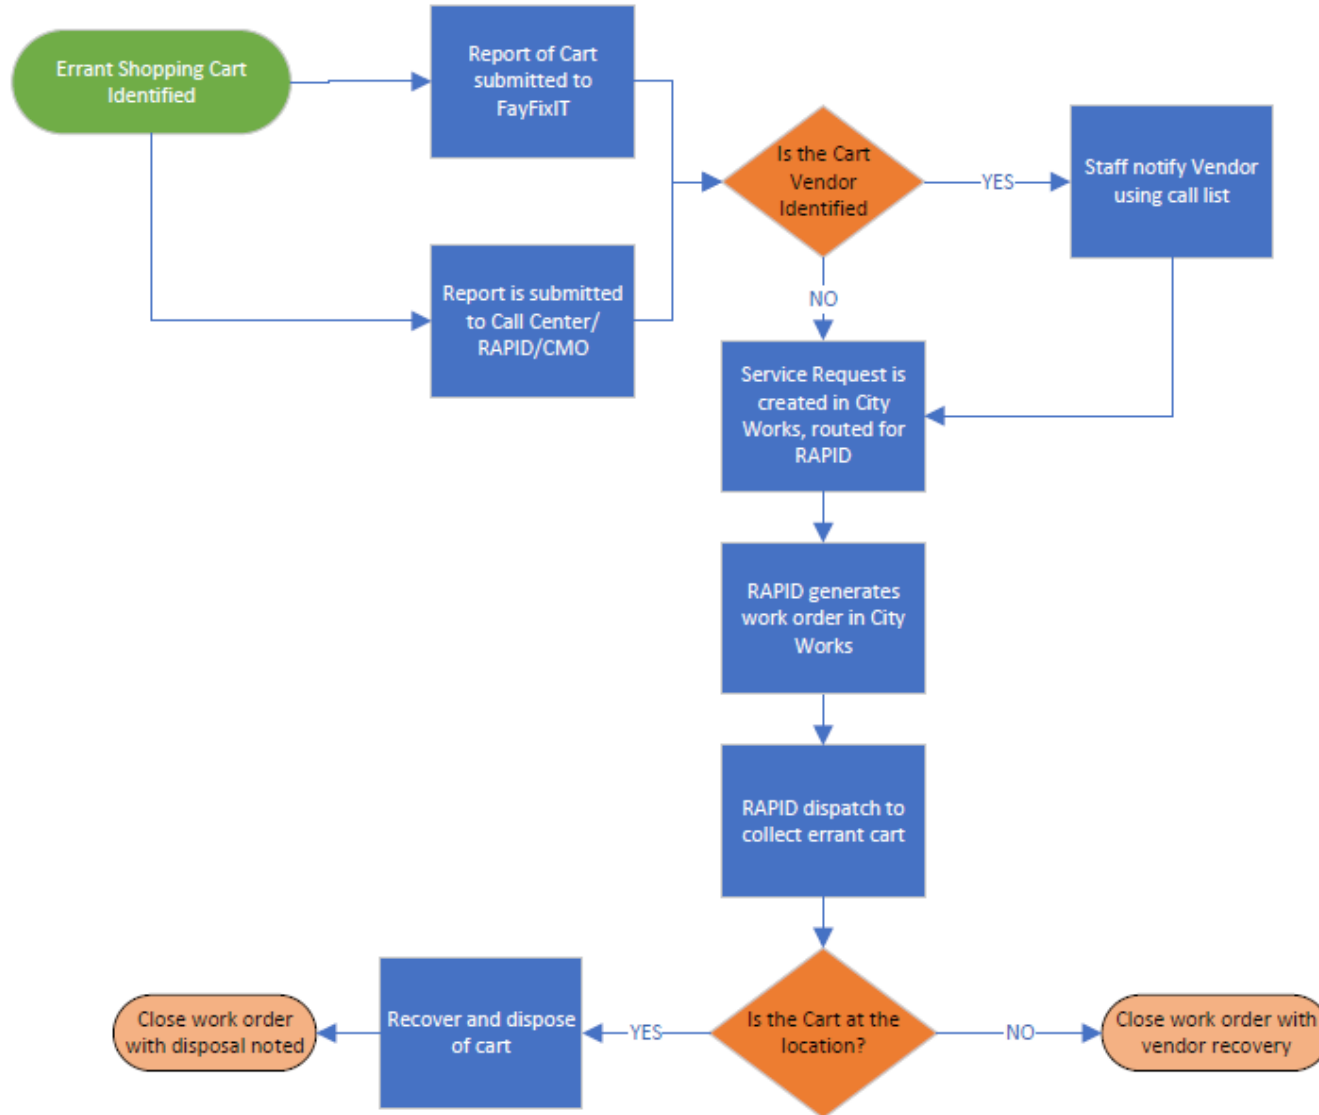 Errant Shopping Cart
Identified
Report of Cart
submitted to
FayFixIT
Report is submitted
to Call Center/
RAPID/CMO
Is the Cart
Vendor
Identified
YES
Staff notify Vendor
using call list
NO
Service Request is
created in City
Works, routed for
RAPID
RAPID generates
work order in City
Works
RAPID dispatch to
collect errant cart
Is the Cart at the
location?
YES
Recover and dispose
of cart
Close work order
with disposal noted
NO
Close work order with
vendor recovery